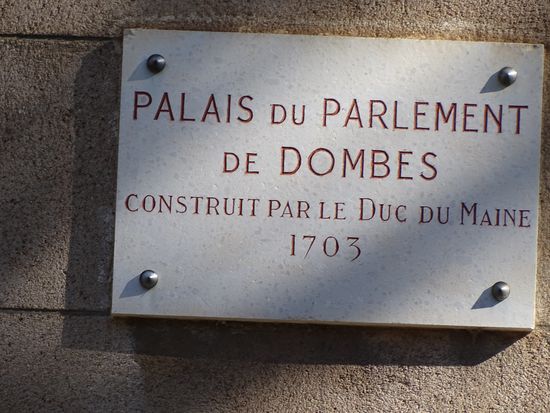 PALAIS DU PARLEMENT
DE DOMBES
CONSTRUIT PAR LE DUC DU MAINE
1703